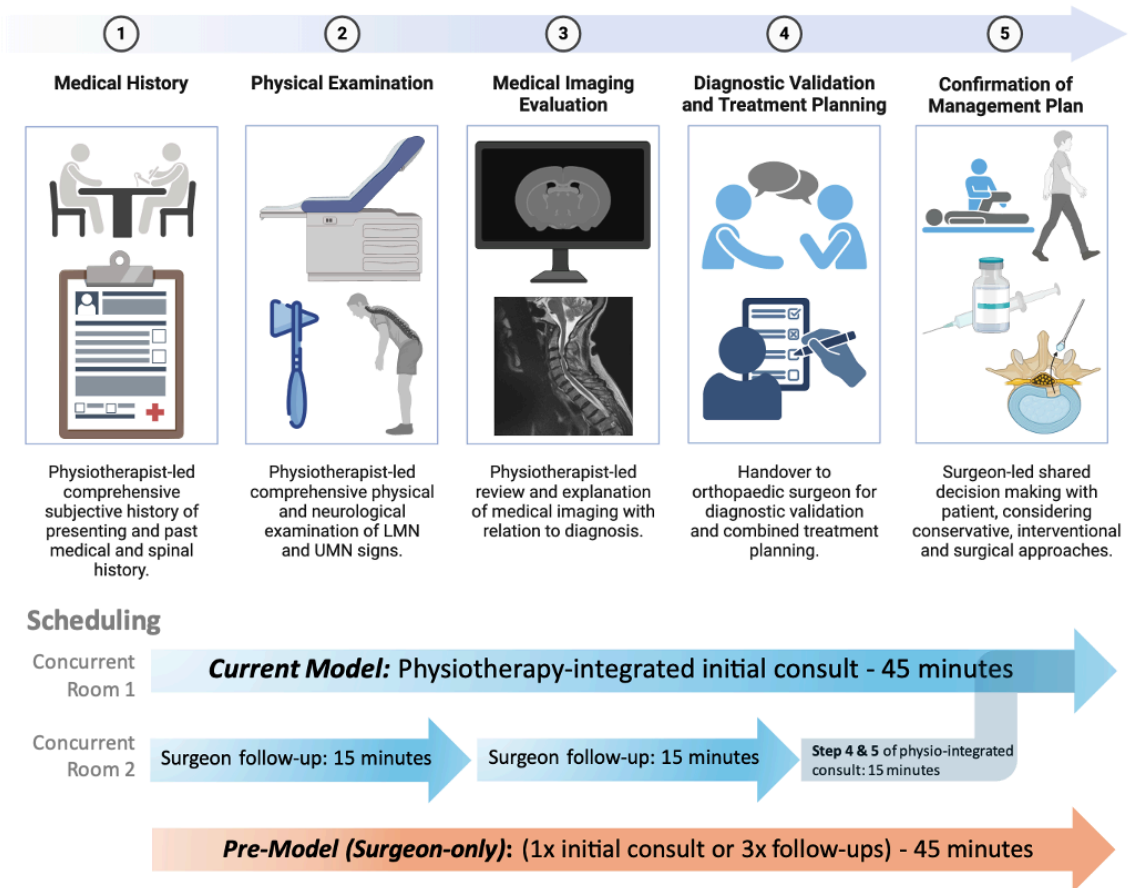 1
2
3
4
5
Medical History
Physical Examination
Medical Imaging
Evaluation
Diagnostic Validation
and Treatment Planning
Confirmation of
Management Plan
Physiotherapist-led
comprehensive
subjective history of
presenting and past
medical and spinal
history.
Physiotherapist-led
comprehensive physical
and neurological
examination of LMN
and UMN signs.
Physiotherapist-led
review and explanation
of medical imaging with
relation to diagnosis.
Handover to
orthopaedic surgeon for
diagnostic validation
and combined treatment
planning.
Surgeon-led shared
decision making with
patient, considering
conservative, interventional
and surgical approaches.
Scheduling
Concurrent
Room 1
Current Model: Physiotherapy-integrated initial consult - 45 minutes
Concurrent
Room 2
Surgeon follow-up: 15 minutes
Surgeon follow-up: 15 minutes
Step 4 & 5 of physio-integrated
consult: 15 minutes
Pre-Model (Surgeon-only): (1x initial consult or 3x follow-ups) - 45 minutes